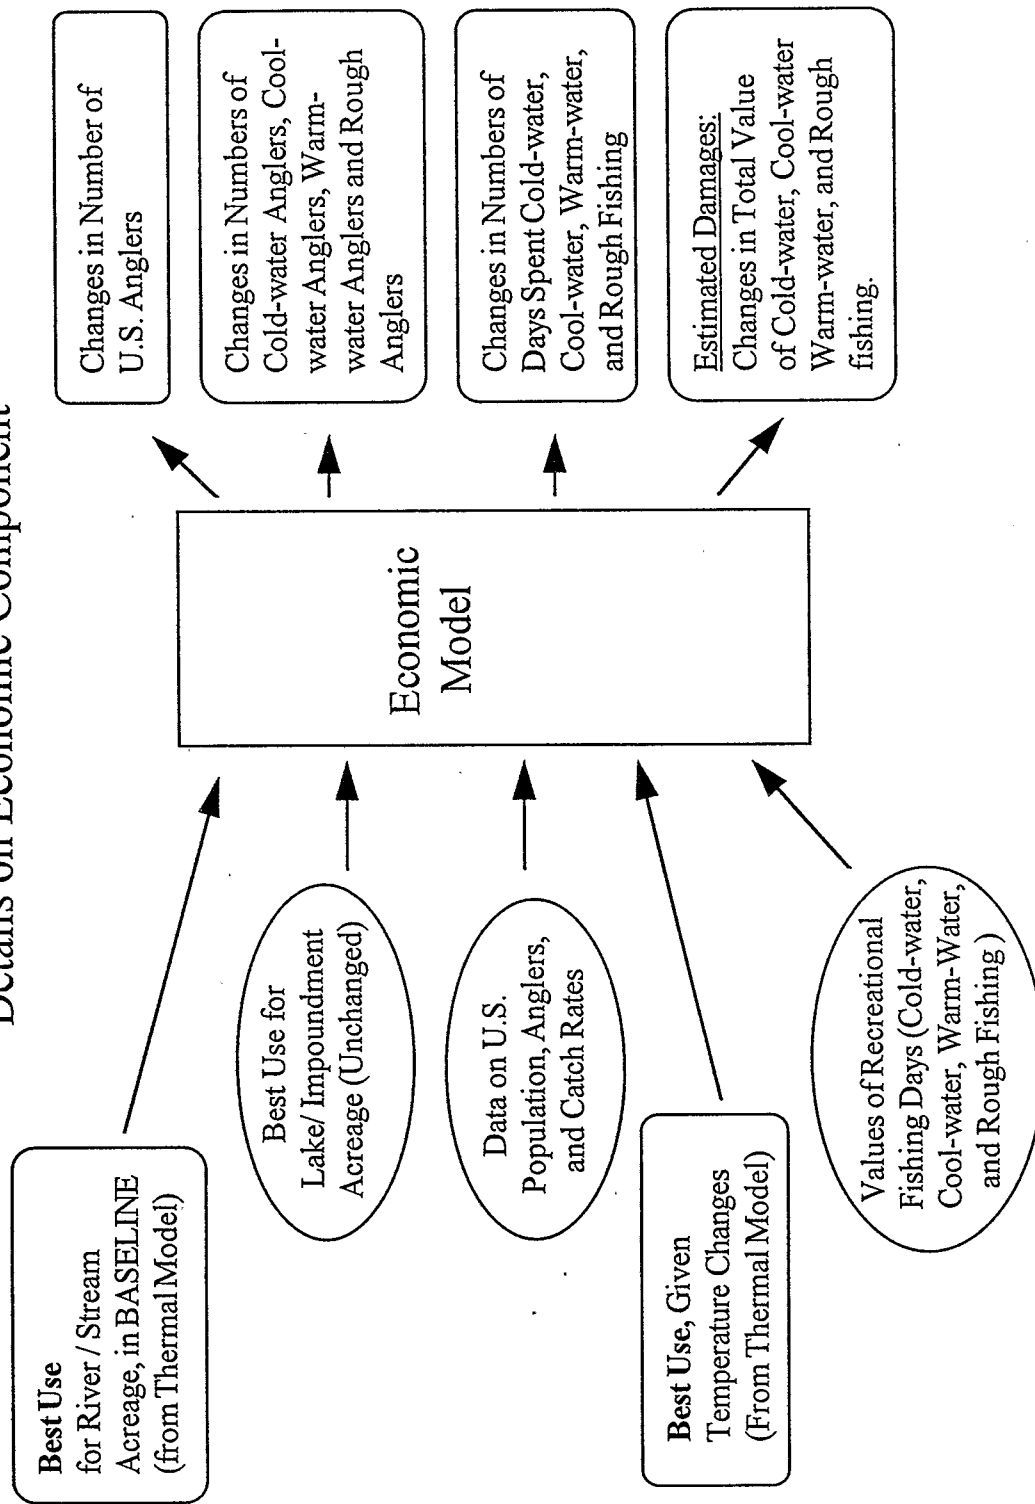 Details on Economic Component
Best Use
for River / Stream
Acreage, in BASELINE
(from Thermal Model)
Best Use for
Lake/ Impoundment
Acreage (Unchanged)
Data on U.S.
Population, Anglers,
and Catch Rates
Best Use, Given
Temperature Changes
(From Thermal Model)
Values of Recreational
Fishing Days (Cold-water,
Cool-water, Warm-Water,
and Rough Fishing )
Economic
Model
Changes in Number of
U.S. Anglers
Changes in Numbers of
Cold-water Anglers, Cool-
water Anglers, Warm-
water Anglers and Rough
Anglers
Changes in Numbers of
Days Spent Cold-water,
Cool-water, Warm-water,
and Rough Fishing
Estimated Damages:
Changes in Total Value
of Cold-water, Cool-water
Warm-water, and Rough
fishing.